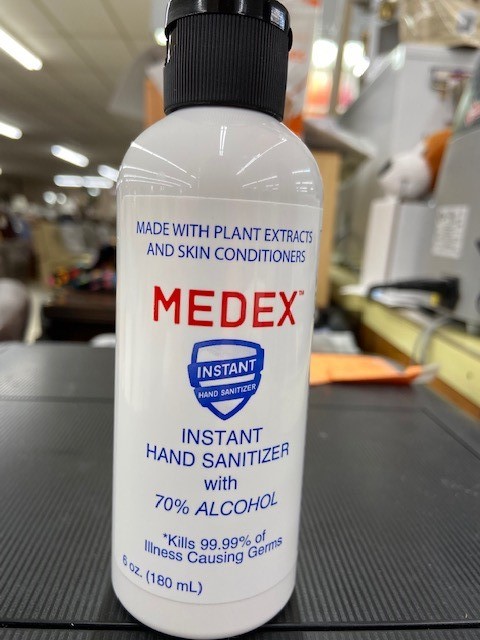 MADE WITH PLANT EXTRACTS
AND SKIN CONDITIONERS
MEDEX™
INSTANT
HAND SANITIZER
INSTANT
HAND SANITIZER
with
70% ALCOHOL
*Kills 99.99% of
Illness Causing Germs
6 oz. (180 mL)